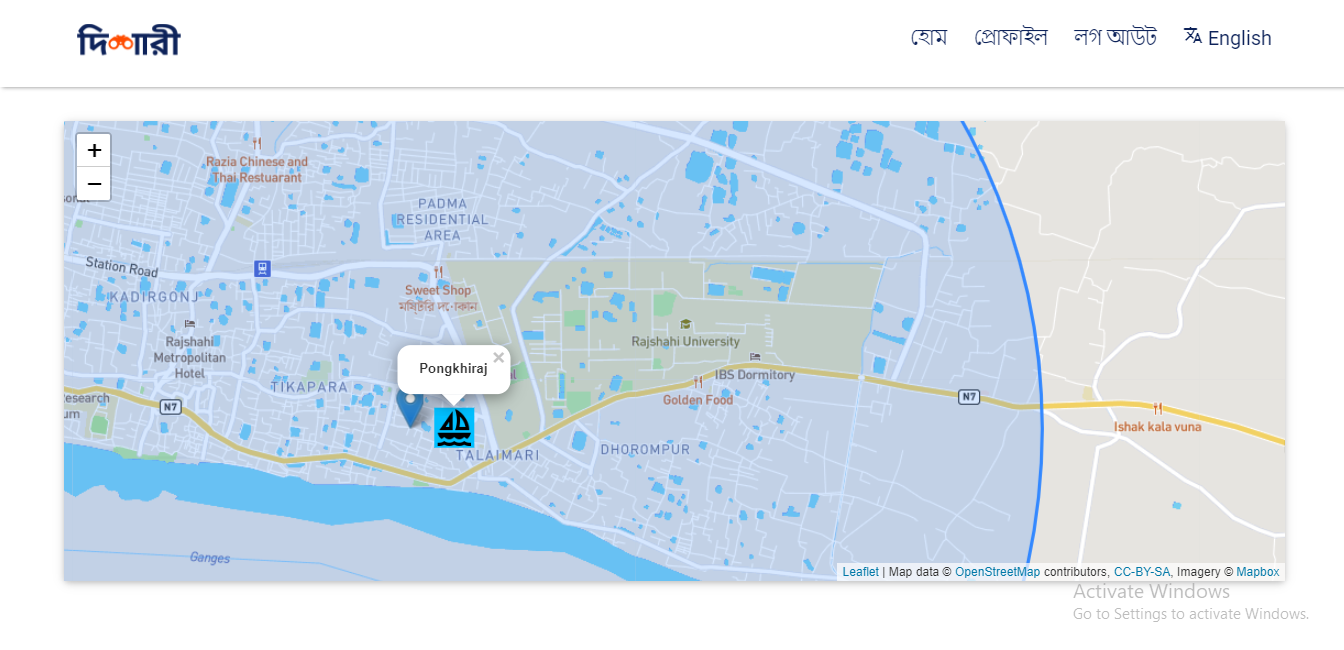 দিশারী
হোম
প্রোফাইল
লগ আউট
English
+
−
Razia Chinese and
Thai Restuarant
PADMA
RESIDENTIAL
AREA
Station Road
KADIRGONJ
Sweet Shop
Rajshahi
Metropolitan
Hotel
Rajshahi University
Pongkhiraj
×
IBS Dormitory
TIKAPARA
Golden Food
N7
N7
esearch
um
Ishak kala vuna
TALAIMARI
DHOROMPUR
Ganges
Leaflet | Map data © OpenStreetMap contributors, CC-BY-SA, Imagery © Mapbox
Activate Windows
Go to Settings to activate Windows.